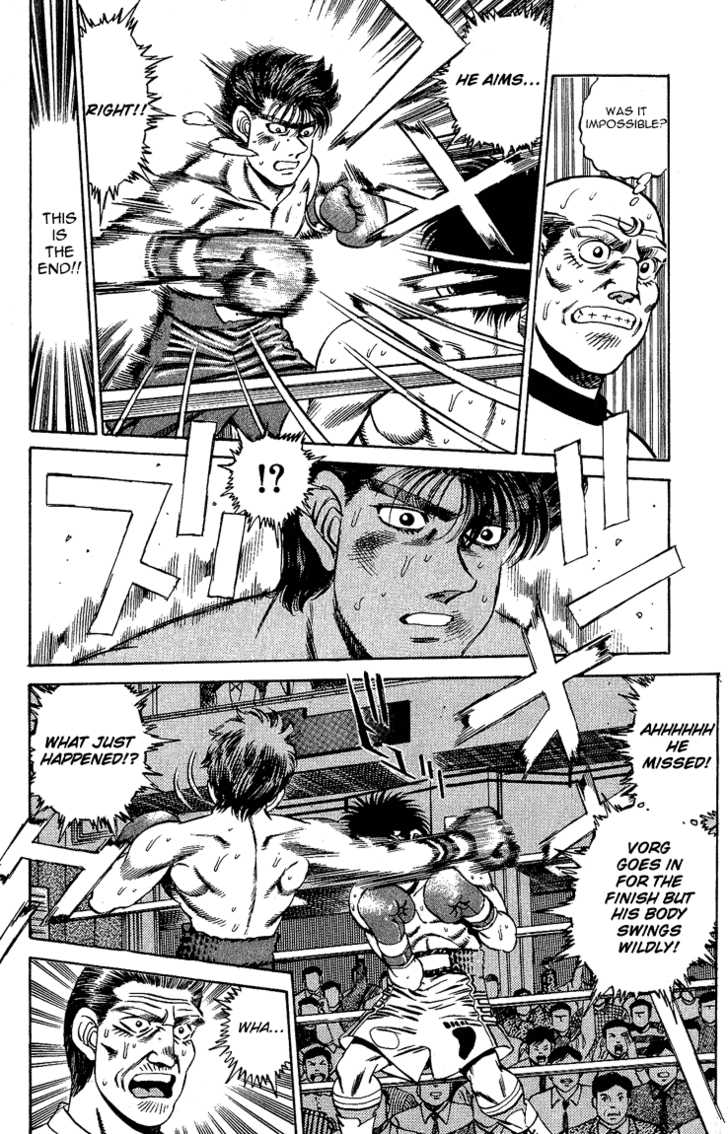 WAS IT
IMPOSSIBLE?
HE AIMS...
RIGHT!!
THIS
IS
THE
END!!
!?
AHHHHHH
HE
MISSED!
VORG
GOES IN
FOR THE
FINISH BUT
HIS BODY
SWINGS
WILDLY!
WHAT JUST
HAPPENED!?
WHA...